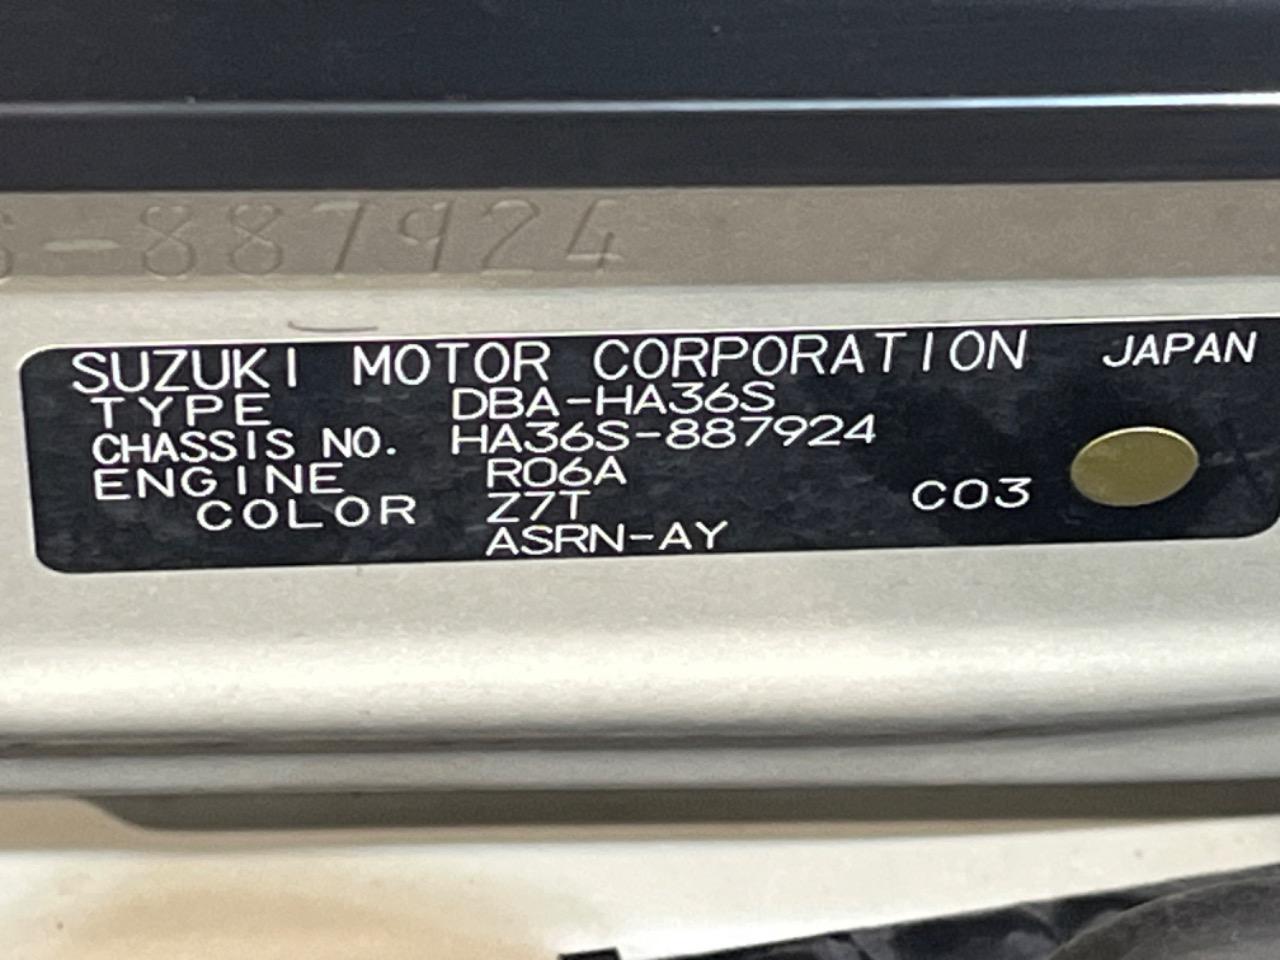 S-887924
SUZUKI MOTOR CORPORATION JAPAN
TYPE DBA-HA36S
CHASSIS NO. HA36S-887924
ENGINE R06A
COLOR Z7T C03
ASRN-AY